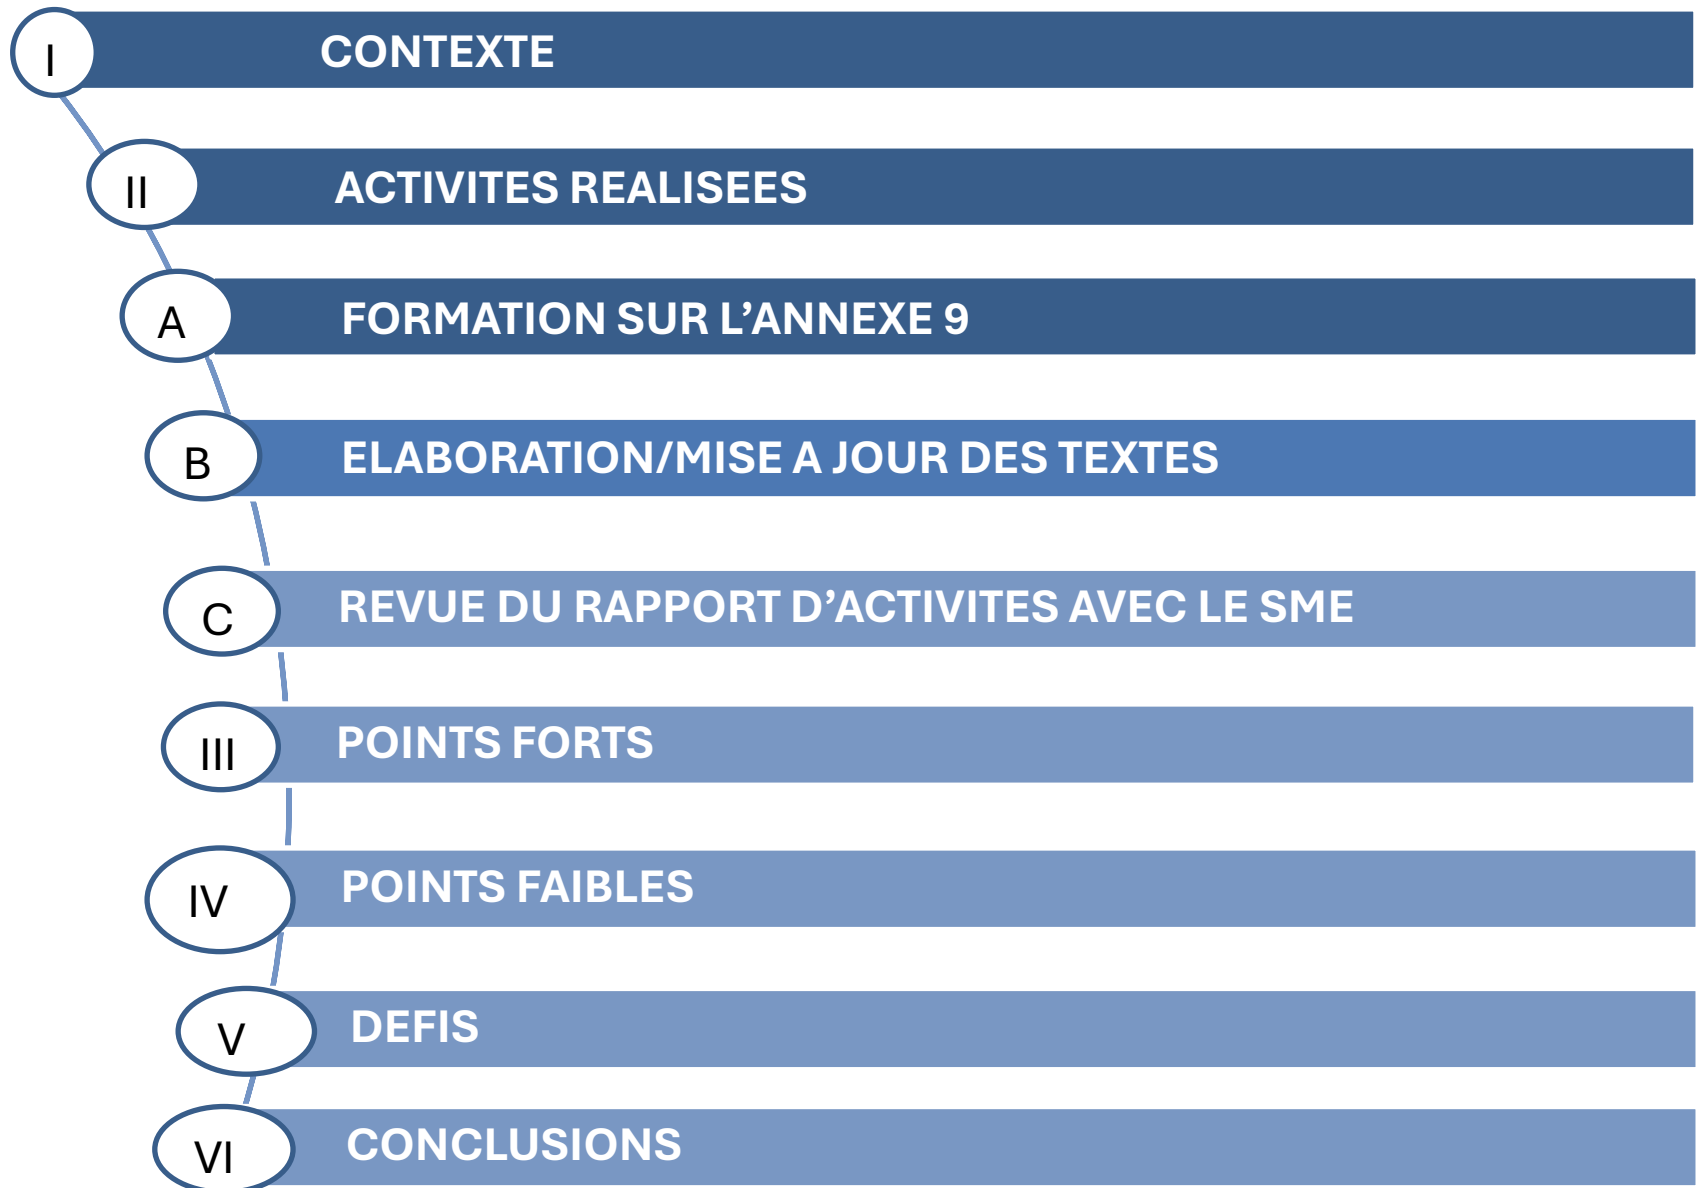 I CONTEXTE
II ACTIVITES REALISEES
A FORMATION SUR L’ANNEXE 9
B ELABORATION/MISE A JOUR DES TEXTES
C REVUE DU RAPPORT D’ACTIVITES AVEC LE SME
III POINTS FORTS
IV POINTS FAIBLES
V DEFIS
VI CONCLUSIONS